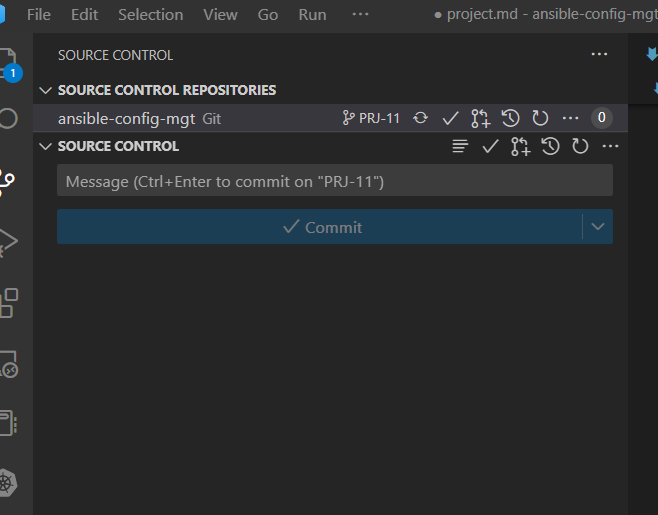 File Edit Selection View Go Run ··· ● project.md - ansible-config-mgt
SOURCE CONTROL ···
1
SOURCE CONTROL REPOSITORIES
ansible-config-mgt Git PRJ-11 ··· 0
SOURCE CONTROL ···
Message (Ctrl+Enter to commit on "PRJ-11")
Commit